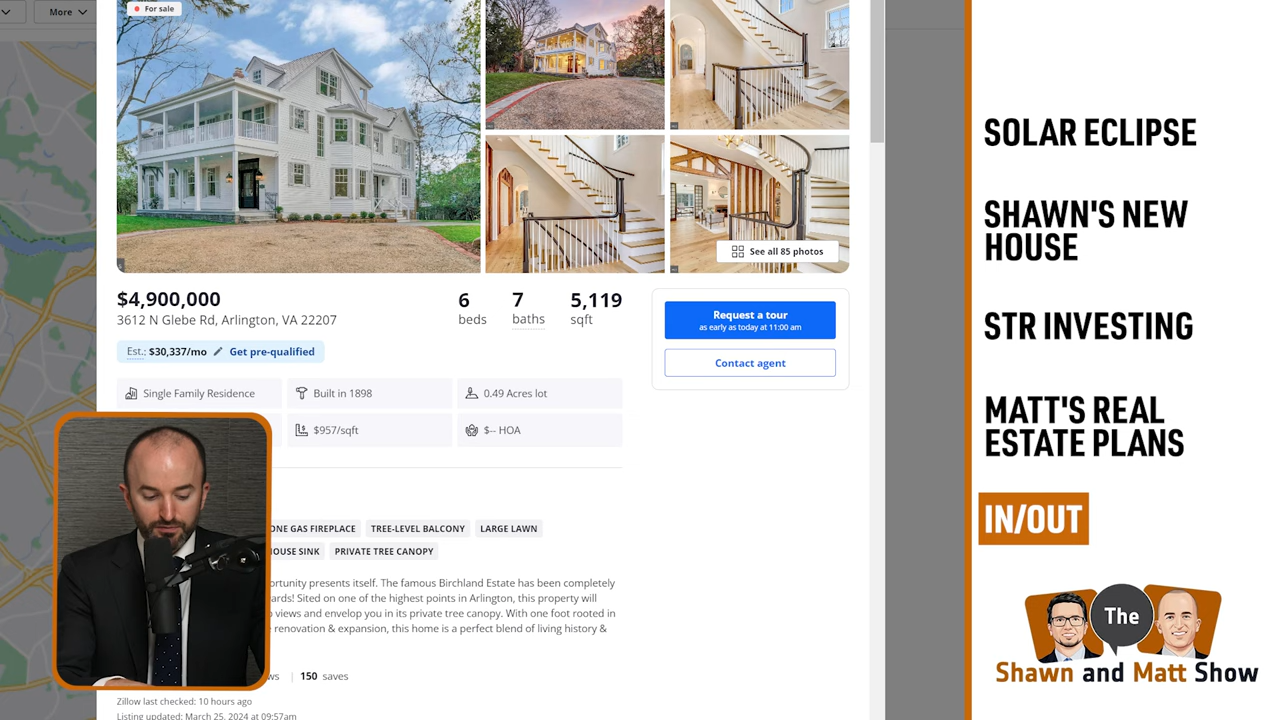 More
For sale
See all 85 photos
$4,900,000
3612 N Glebe Rd, Arlington, VA 22207
6
beds
7
baths
5,119
sqft
Est.: $30,337/mo
Get pre-qualified
Request a tour
as early as today at 11:00 am
Contact agent
Single Family Residence
Built in 1898
0.49 Acres lot
$957/sqft
$-- HOA
ONE GAS FIREPLACE
TREE-LEVEL BALCONY
LARGE LAWN
HOUSE SINK
PRIVATE TREE CANOPY
ortunity presents itself. The famous Birchland Estate has been completely
ards! Sited on one of the highest points in Arlington, this property will
views and envelop you in its private tree canopy. With one foot rooted in
renovation & expansion, this home is a perfect blend of living history &
ws | 150 saves
Zillow last checked: 10 hours ago
Listing updated: March 25, 2024 at 09:57am
SOLAR ECLIPSE
SHAWN'S NEW
HOUSE
STR INVESTING
MATT'S REAL
ESTATE PLANS
IN/OUT
The
Shawn and Matt Show